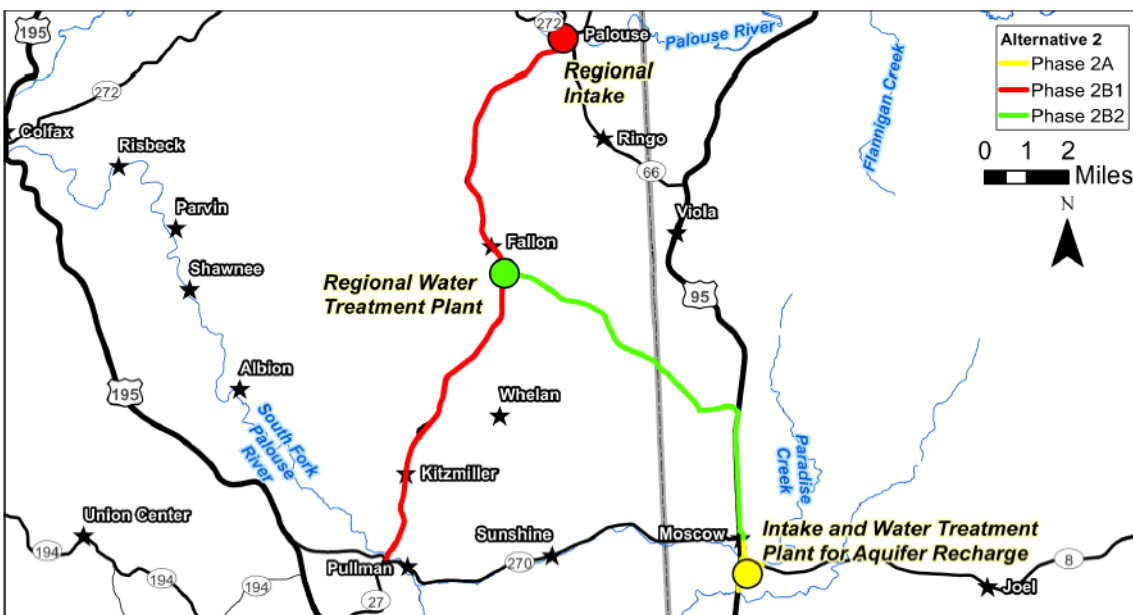 195
272
Palouse
Palouse River
Alternative 2
Phase 2A
Phase 2B1
Phase 2B2
Regional
Intake
Flannigan Creek
272
Colfax
Risbeck
Ringo
0 1 2
Miles
66
N
Parvin
Viola
Fallon
Shawnee
Regional Water
Treatment Plant
95
Albion
195
Whelan
South Fork
Palouse
River
Paradise
Creek
Kitzmiller
Union Center
Sunshine
Moscow
Intake and Water Treatment
Plant for Aquifer Recharge
194
Pullman
270
8
194
194
27
Joel